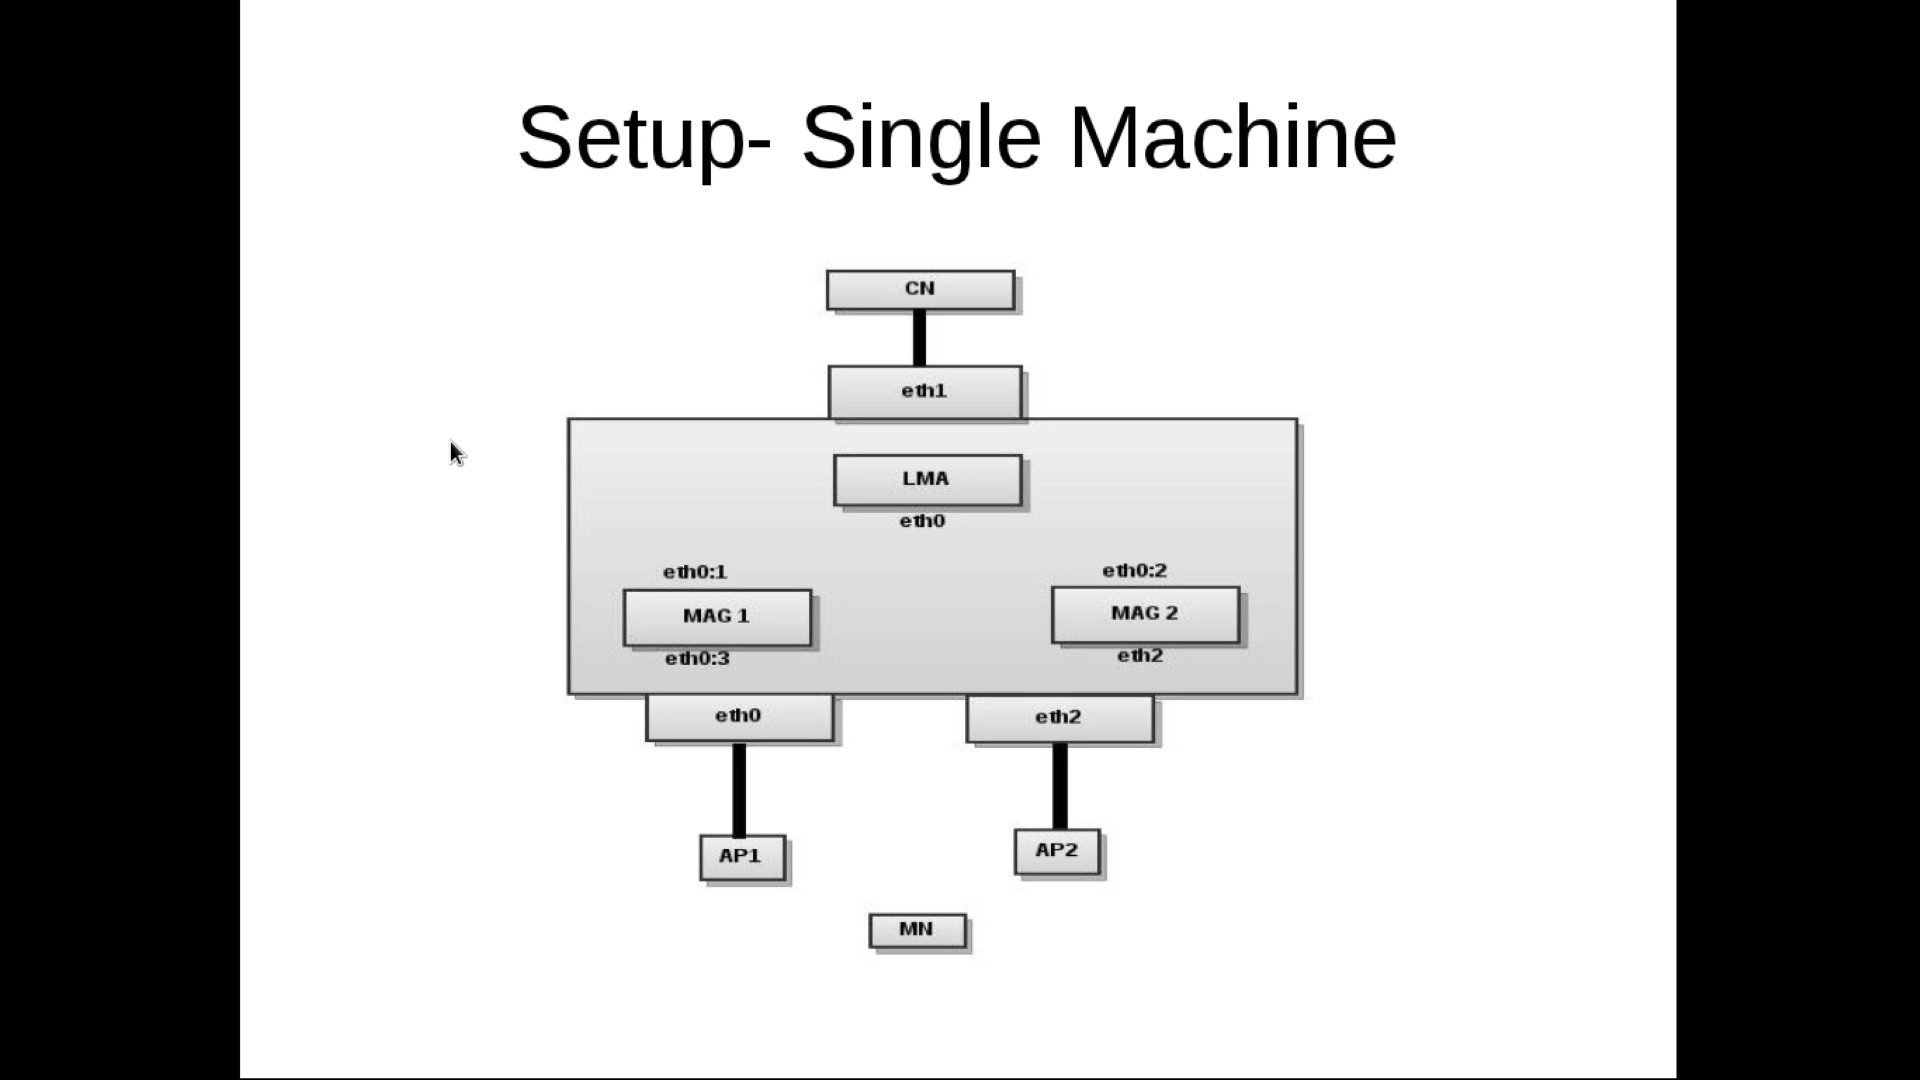 Setup- Single Machine
CN
eth1
LMA
eth0
eth0:1
eth0:2
MAG 1
MAG 2
eth0:3
eth2
eth0
eth2
AP1
AP2
MN